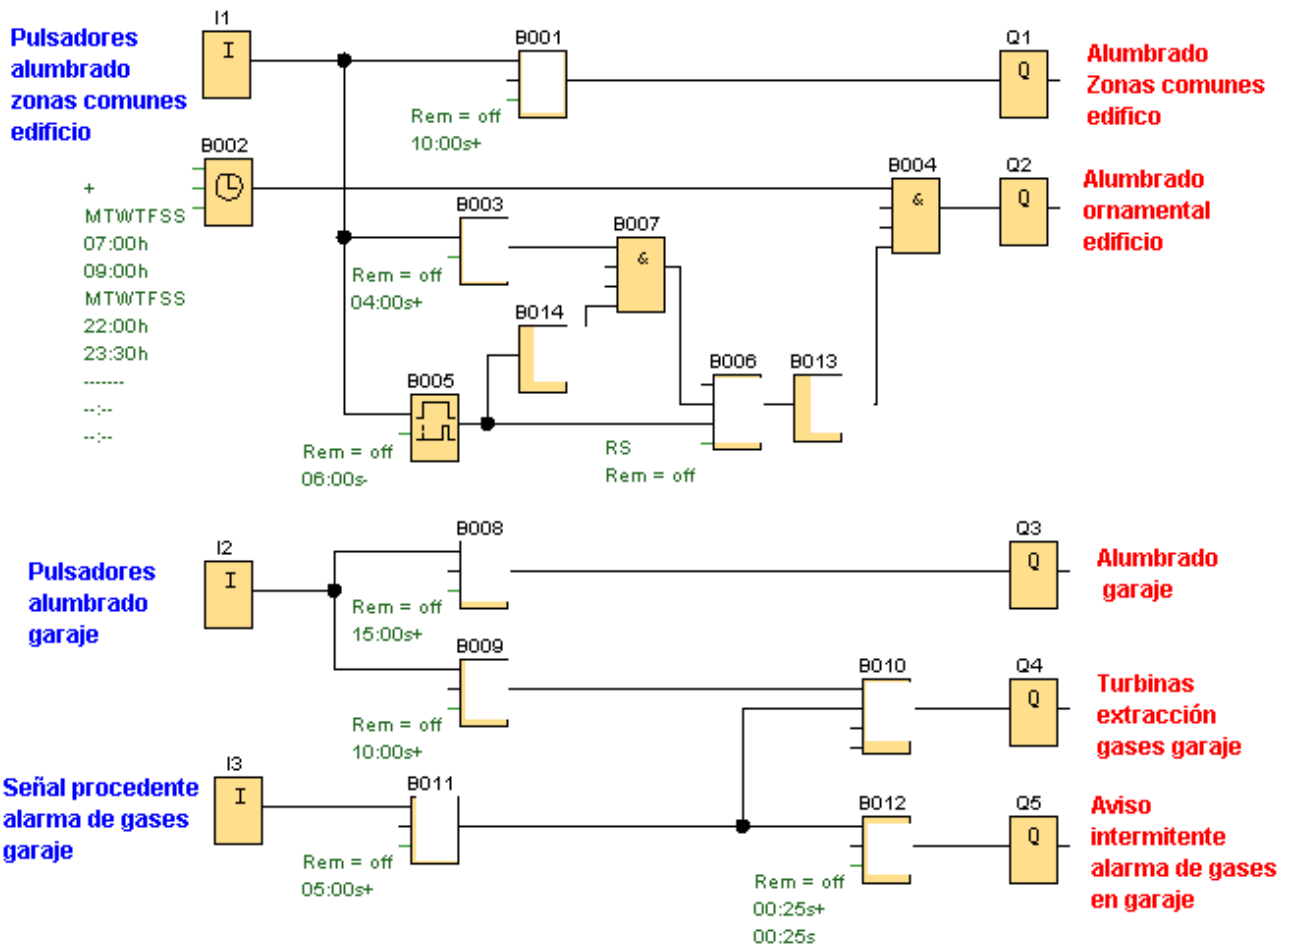 I1
Pulsadores
alumbrado
zonas comunes
edificio
I
B001
Rem = off
10:00s+
Q1
Q
Alumbrado
Zonas comunes
edifico
B002
+
MTWTFSS
07:00h
09:00h
MTWTFSS
22:00h
23:30h
-------
--:--
--:--
B003
Rem = off
04:00s+
B007
&
B004
&
Q2
Q
Alumbrado
ornamental
edificio
B014
B005
Rem = off
06:00s-
B006
RS
Rem = off
B013
I2
I
Pulsadores
alumbrado
garaje
B008
Rem = off
15:00s+
Q3
Q
Alumbrado
garaje
B009
Rem = off
10:00s+
B010
Q4
Q
Turbinas
extracción
gases garaje
I3
I
Señal procedente
alarma de gases
garaje
B011
Rem = off
05:00s+
B012
Rem = off
00:25s+
00:25s
Q5
Q
Aviso
intermitente
alarma de gases
en garaje